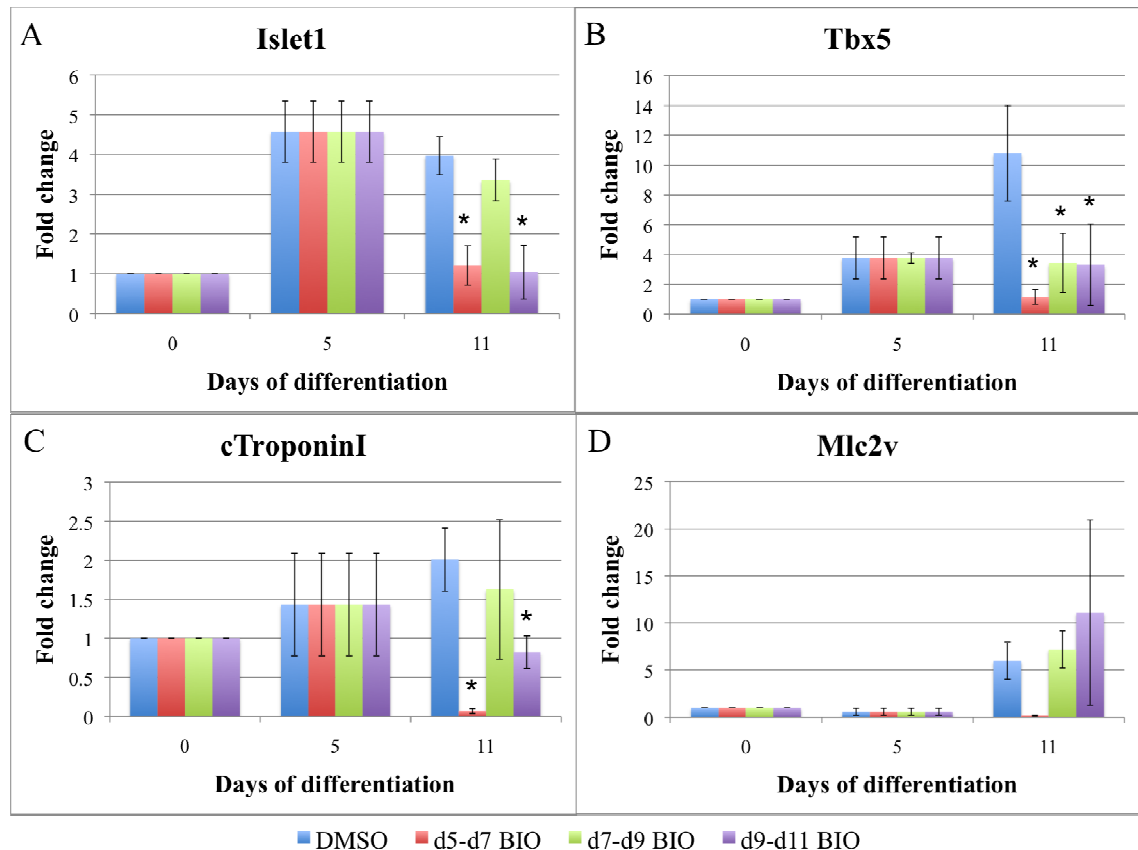 A
Islet1
Fold change
6
5
4
3
2
1
0
* *
0 5 11
Days of differentiation
B
Tbx5
Fold change
16
14
12
10
8
6
4
2
0
* * *
0 5 11
Days of differentiation
C
cTroponinI
Fold change
3
2.5
2
1.5
1
0.5
0
* *
0 5 11
Days of differentiation
D
Mlc2v
Fold change
25
20
15
10
5
0
0 5 11
Days of differentiation
DMSO d5-d7 BIO d7-d9 BIO d9-d11 BIO